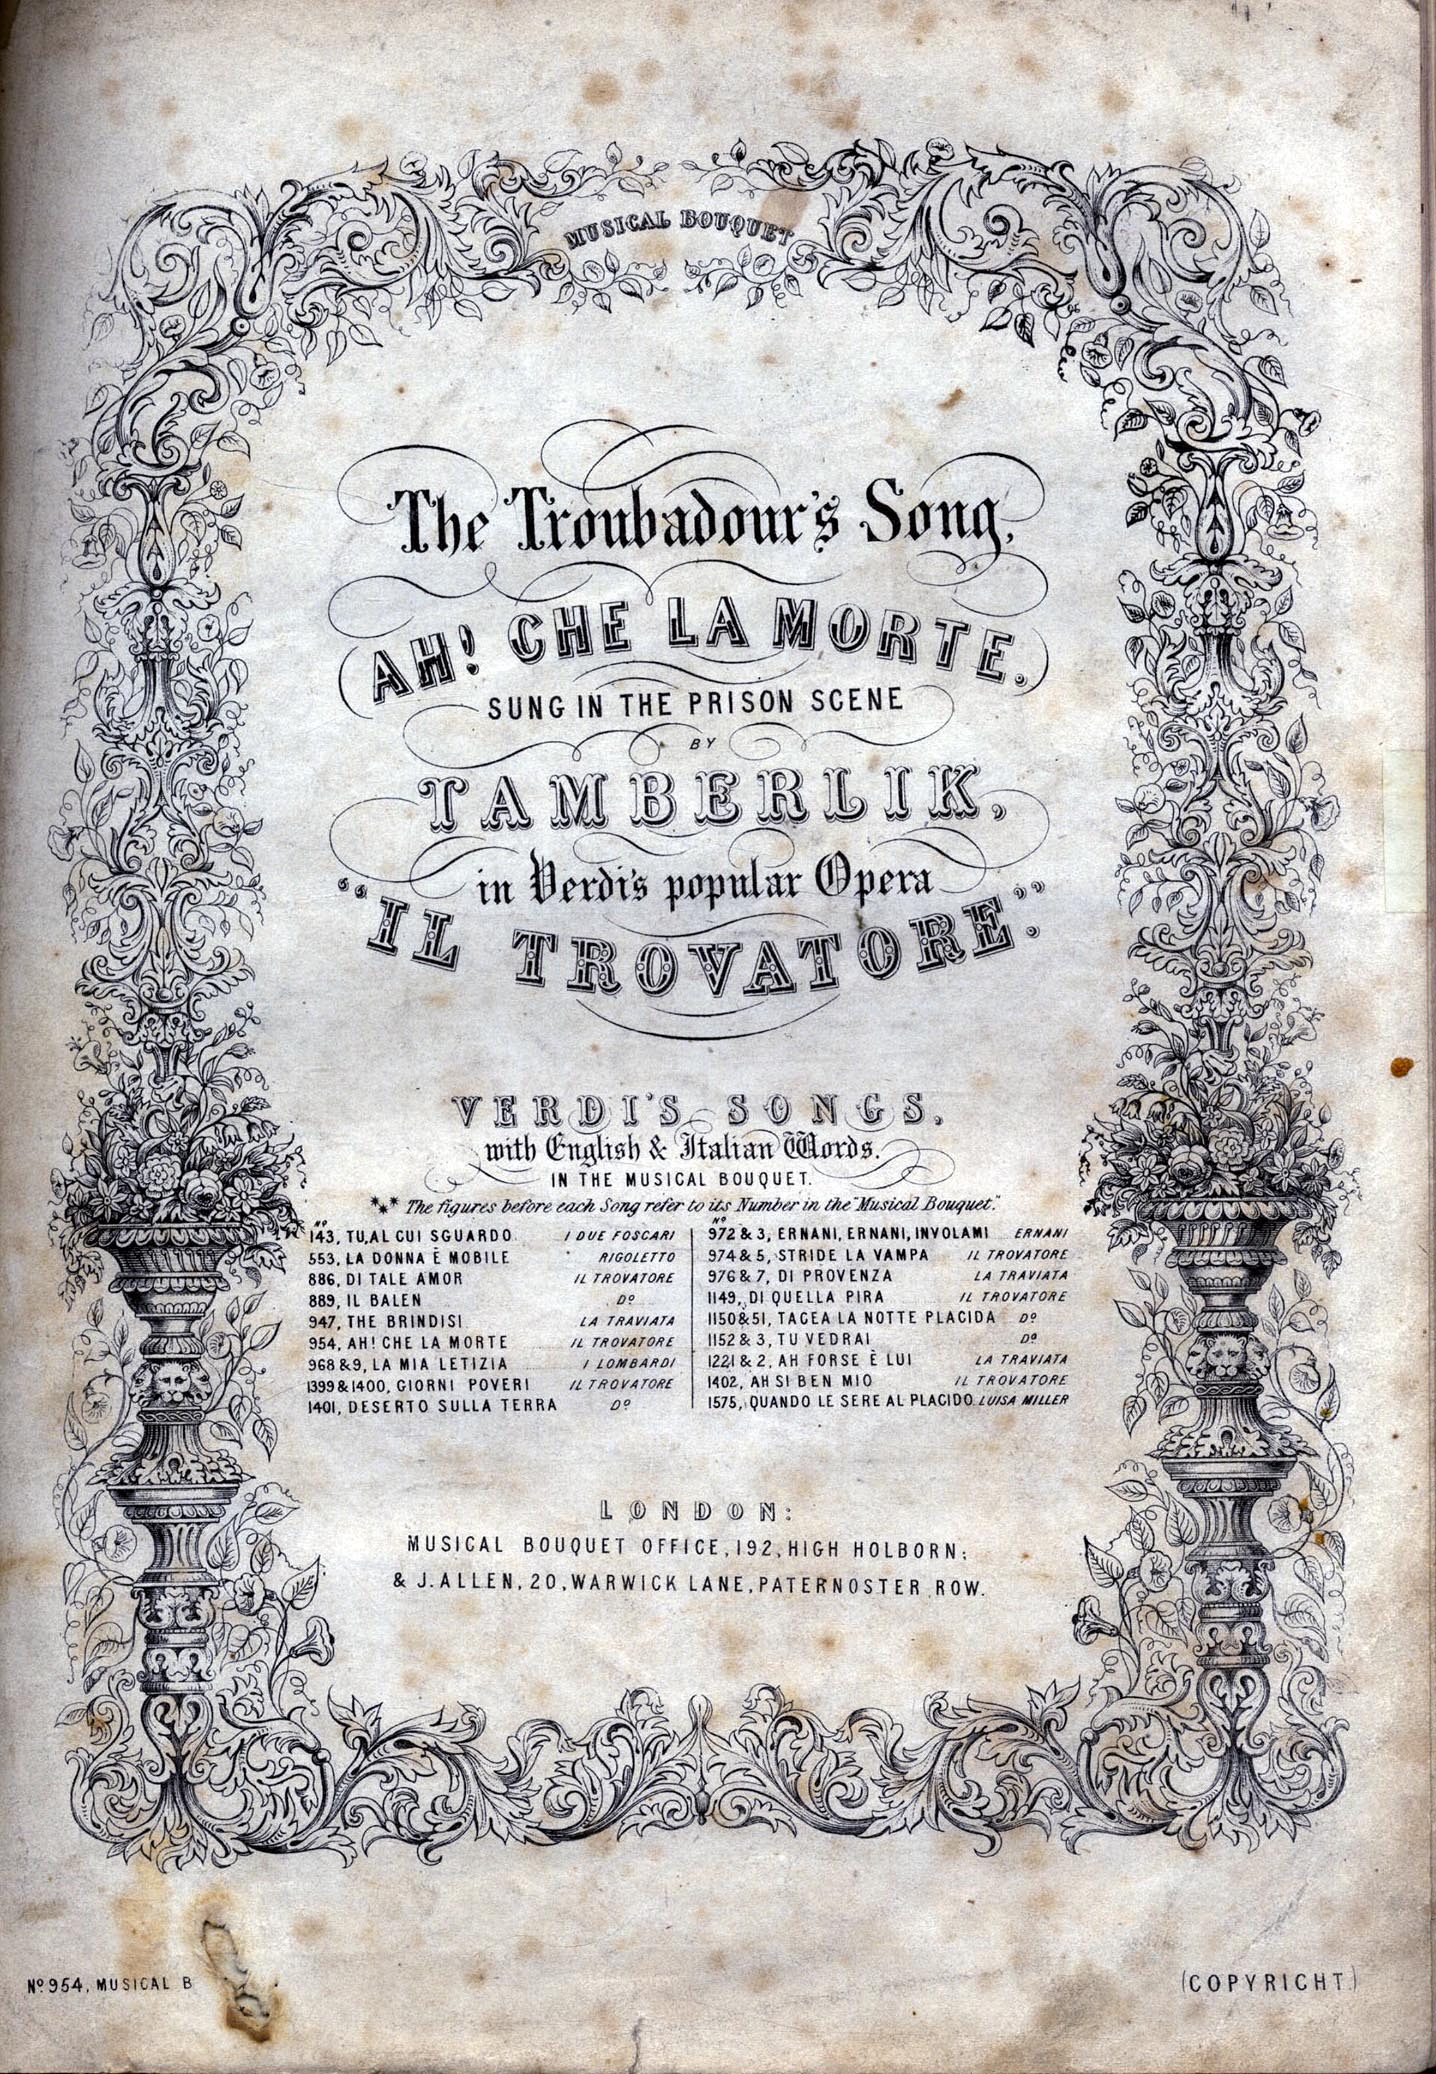 MUSICAL BOUQUET
The Troubadour's Song,
AH! CHE LA MORTE.
SUNG IN THE PRISON SCENE
BY
TAMBERLIK,
in Verdi's popular Opera
"IL TROVATORE."
VERDI'S SONGS,
with English & Italian Words.
IN THE MUSICAL BOUQUET.
⁎⁎⁎ The figures before each Song refer to its Number in the "Musical Bouquet."
Nº
143, TU, AL CUI SGUARDO I DUE FOSCARI
553, LA DONNA È MOBILE RIGOLETTO
886, DI TALE AMOR IL TROVATORE
889, IL BALEN Dº
947, THE BRINDISI LA TRAVIATA
954, AH! CHE LA MORTE IL TROVATORE
968 & 9, LA MIA LETIZIA I LOMBARDI
1399 & 1400, GIORNI POVERI IL TROVATORE
1401, DESERTO SULLA TERRA Dº
Nº
972 & 3, ERNANI, ERNANI, INVOLAMI ERNANI
974 & 5, STRIDE LA VAMPA IL TROVATORE
976 & 7, DI PROVENZA LA TRAVIATA
1149, DI QUELLA PIRA IL TROVATORE
1150 & 51, TACEA LA NOTTE PLACIDA Dº
1152 & 3, TU VEDRAI Dº
1221 & 2, AH FORSE È LUI LA TRAVIATA
1402, AH SI BEN MIO IL TROVATORE
1575, QUANDO LE SERE AL PLACIDO LUISA MILLER
LONDON:
MUSICAL BOUQUET OFFICE, 192, HIGH HOLBORN;
& J. ALLEN, 20, WARWICK LANE, PATERNOSTER ROW.
Nº 954, MUSICAL B
(COPYRIGHT.)